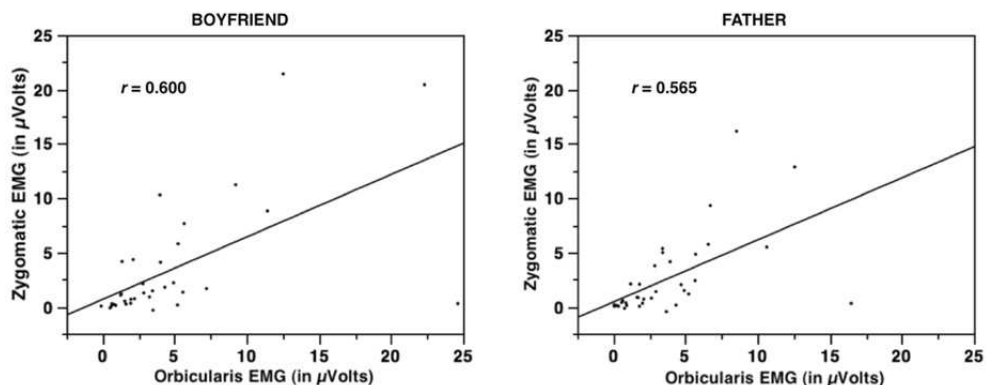 BOYFRIEND
25
20
15
10
5
0
Zygomatic EMG (in µVolts)
r = 0.600
0 5 10 15 20 25
Orbicularis EMG (in µVolts)
FATHER
25
20
15
10
5
0
Zygomatic EMG (in µVolts)
r = 0.565
0 5 10 15 20 25
Orbicularis EMG (in µVolts)